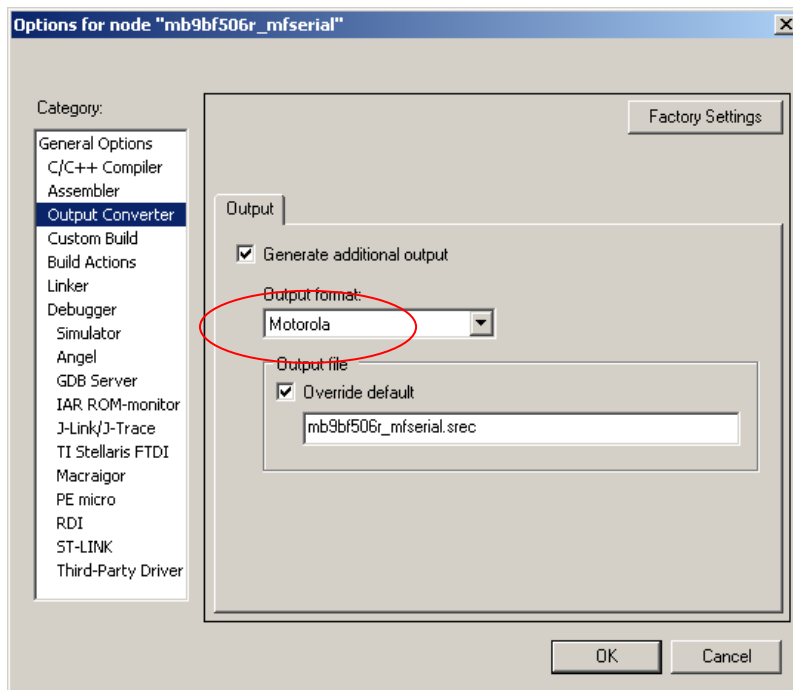 Options for node "mb9bf506r_mfserial"
Category:
Factory Settings
General Options
C/C++ Compiler
Assembler
Output Converter
Custom Build
Build Actions
Linker
Debugger
Simulator
Angel
GDB Server
IAR ROM-monitor
J-Link/J-Trace
TI Stellaris FTDI
Macraigor
PE micro
RDI
ST-LINK
Third-Party Driver
Output
Generate additional output
Output format:
Motorola
Output file
Override default
mb9bf506r_mfserial.srec
OK
Cancel